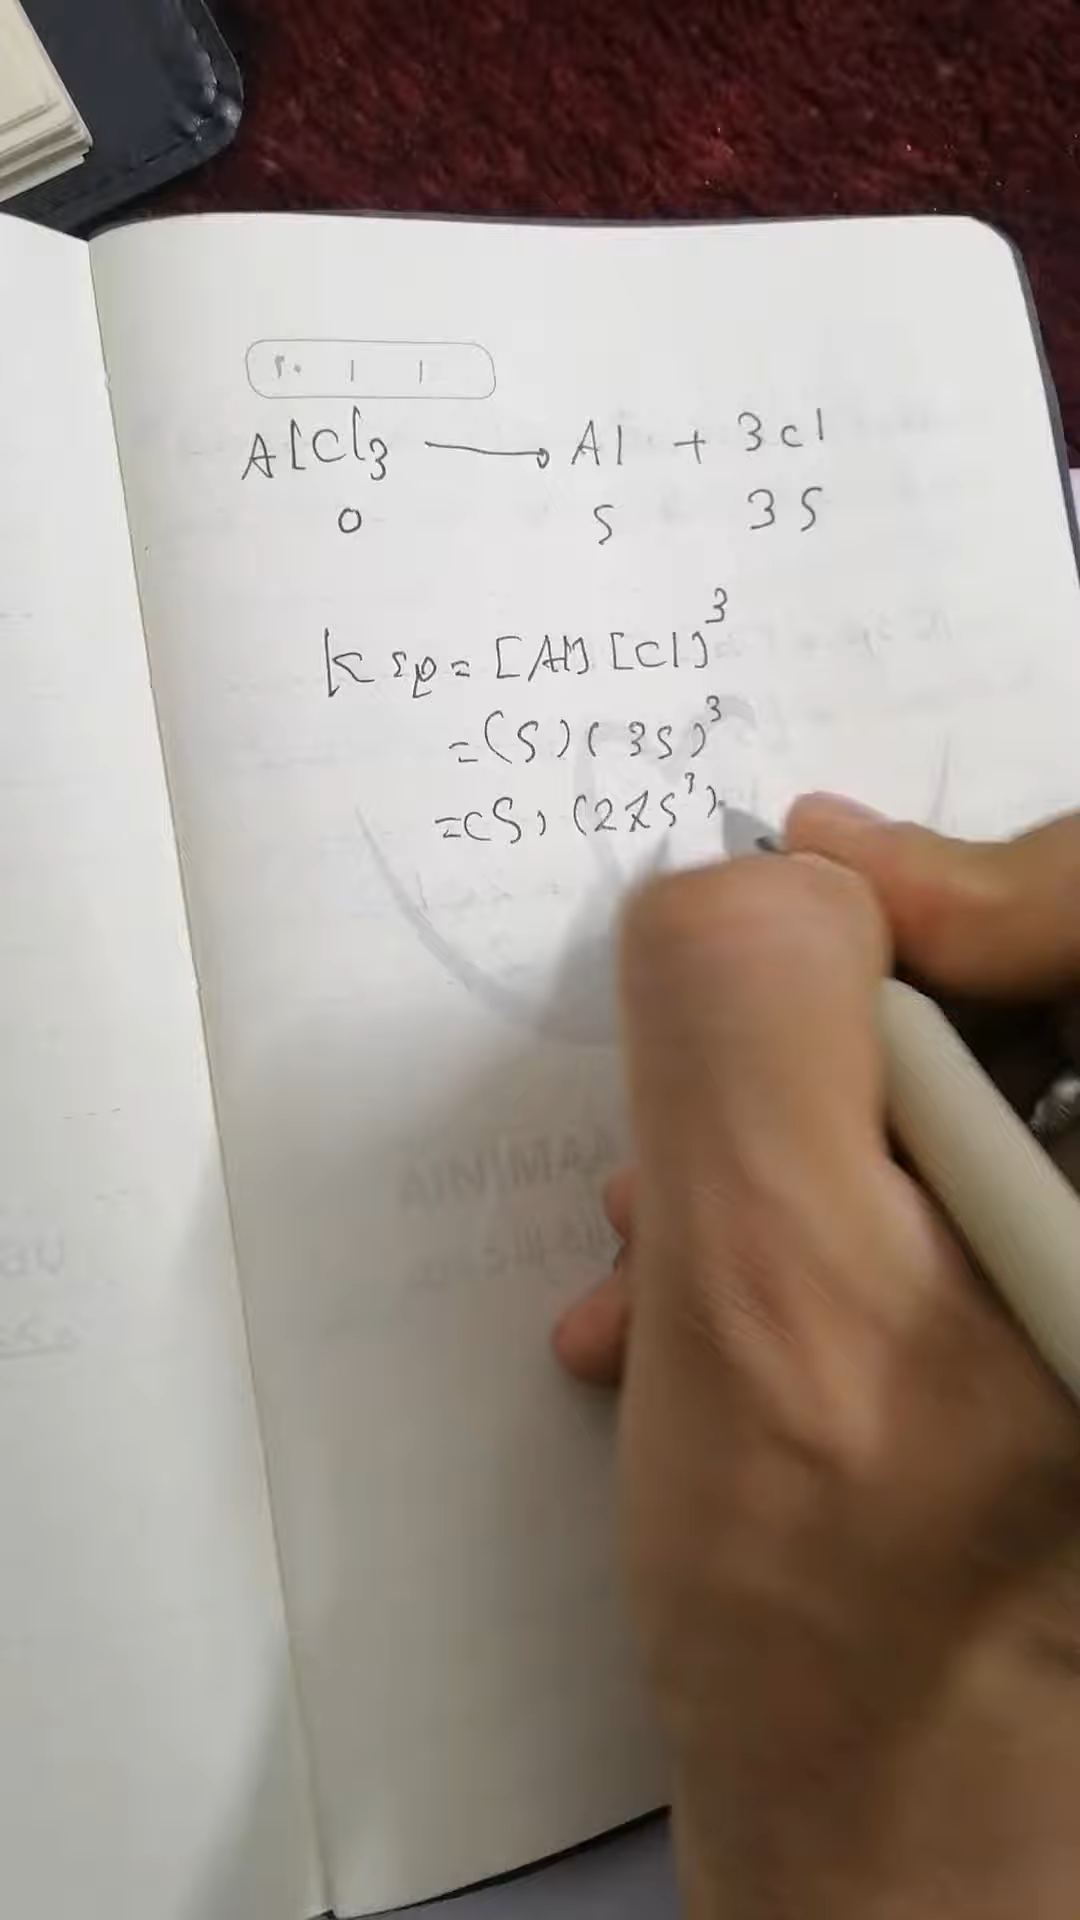 AlCl3 → Al + 3cl
0 S 3S
Ksp = [Al] [Cl]³
= (S) (3S)³
= (S) (27S³)